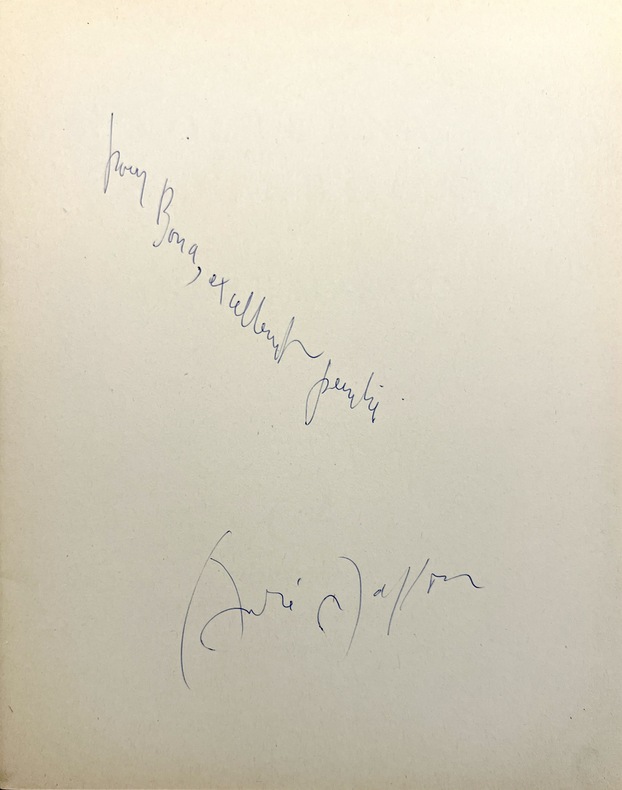 pour Bona, excellent peintre
André Masson